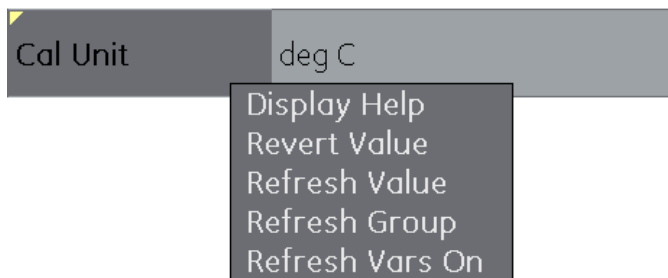 Cal Unit deg C
Display Help
Revert Value
Refresh Value
Refresh Group
Refresh Vars On